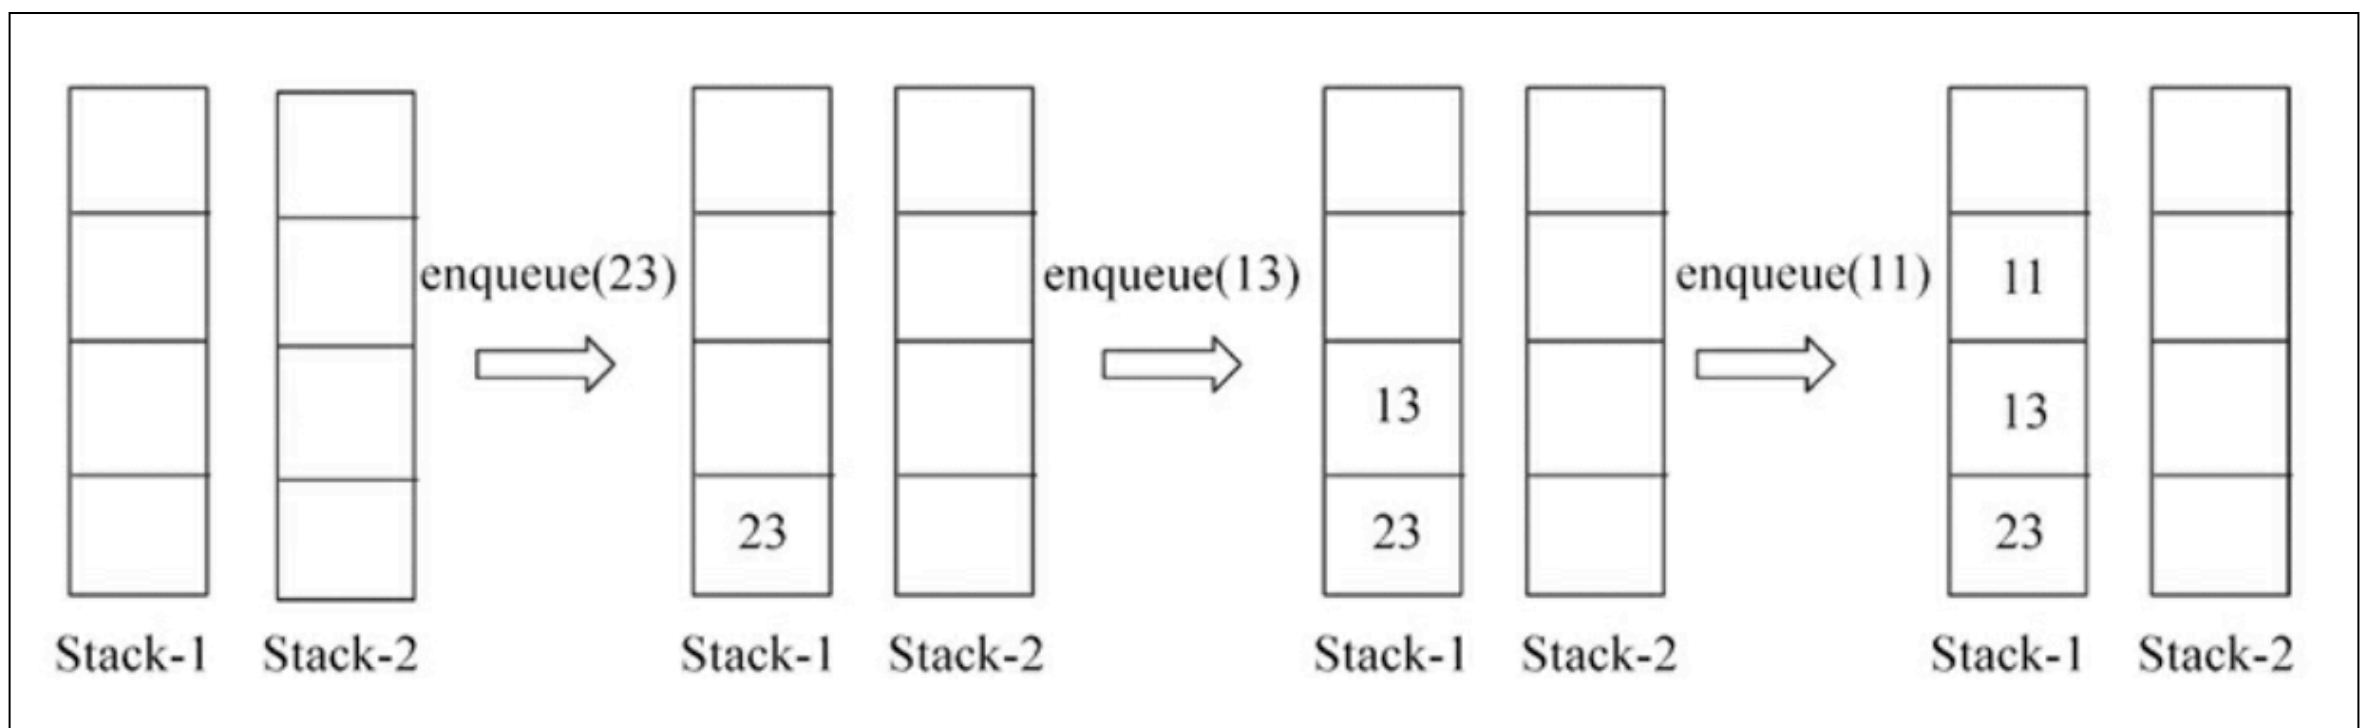 enqueue(23)
enqueue(13)
enqueue(11)
11
13
13
23
23
23
Stack-1
Stack-2
Stack-1
Stack-2
Stack-1
Stack-2
Stack-1
Stack-2